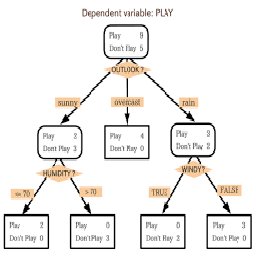 Dependent variable: PLAY
Play 9
Don't Play 5
OUTLOOK ?
sunny overcast rain
Play 2
Don't Play 3
Play 4
Don't Play 0
Play 3
Don't Play 2
HUMIDITY ?
WINDY ?
<= 70 > 70 TRUE FALSE
Play 2
Don't Play 0
Play 0
Don't Play 3
Play 0
Don't Play 2
Play 3
Don't Play 0